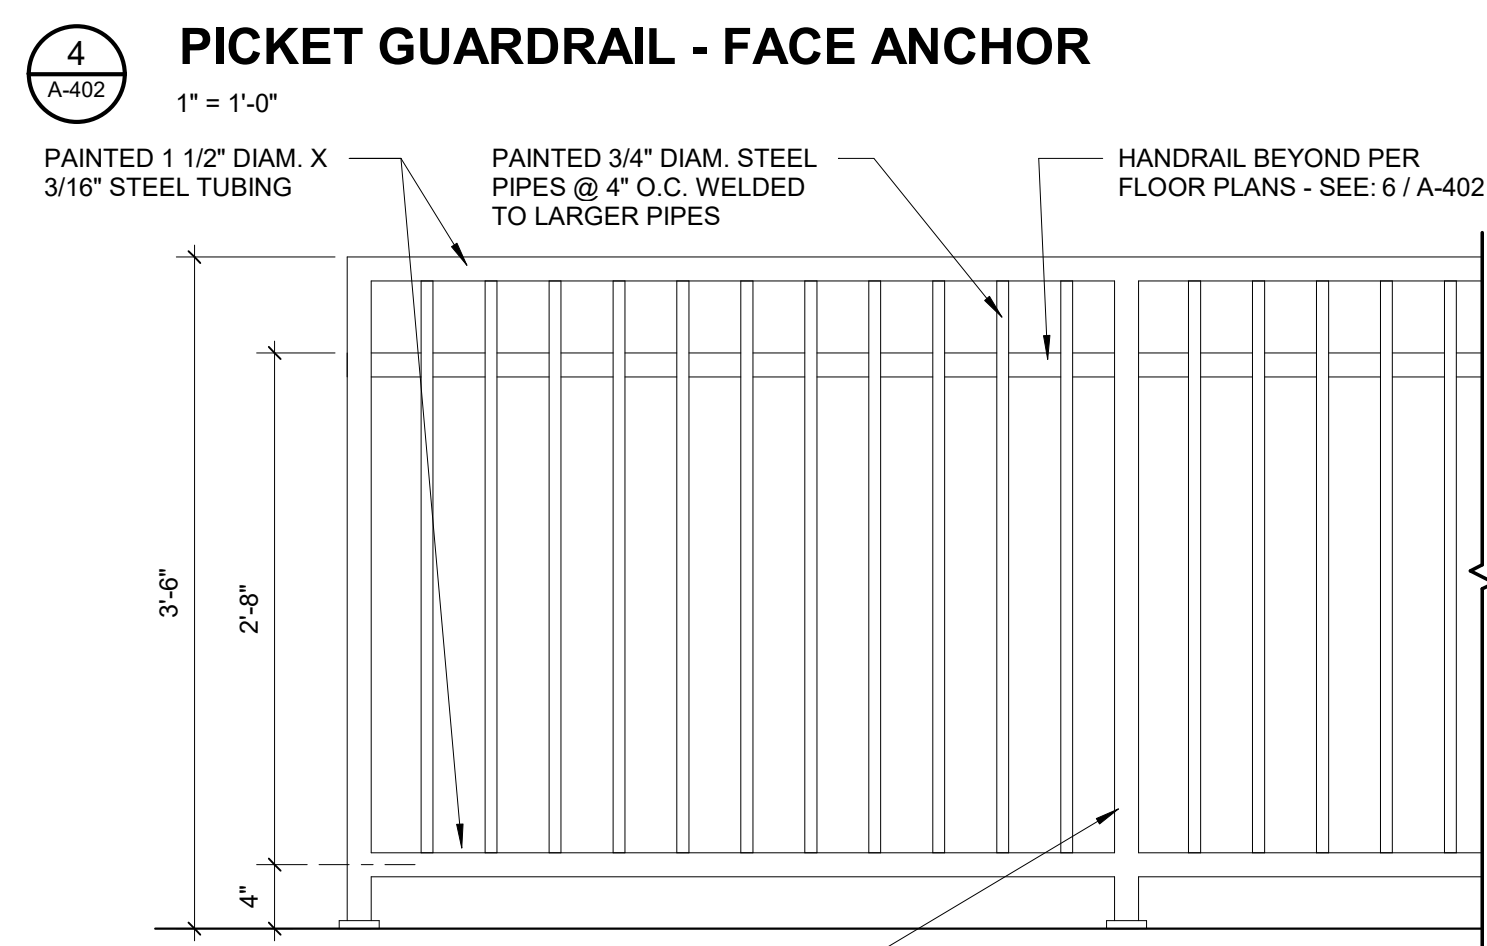 4
A-402
PICKET GUARDRAIL - FACE ANCHOR
1" = 1'-0"
PAINTED 1 1/2" DIAM. X
3/16" STEEL TUBING
PAINTED 3/4" DIAM. STEEL
PIPES @ 4" O.C. WELDED
TO LARGER PIPES
HANDRAIL BEYOND PER
FLOOR PLANS - SEE: 6 / A-402
3'-6"
2'-8"
4"